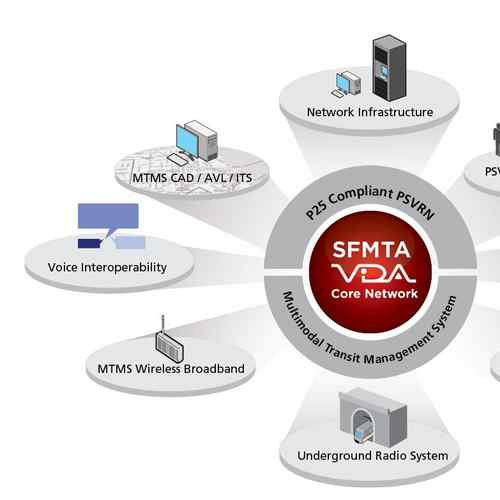 Network Infrastructure
MTMS CAD / AVL / ITS
PSV
P25 Compliant PSVRN
SFMTA
VIDA
Core Network
Voice Interoperability
Multimodal Transit Management System
MTMS Wireless Broadband
Underground Radio System